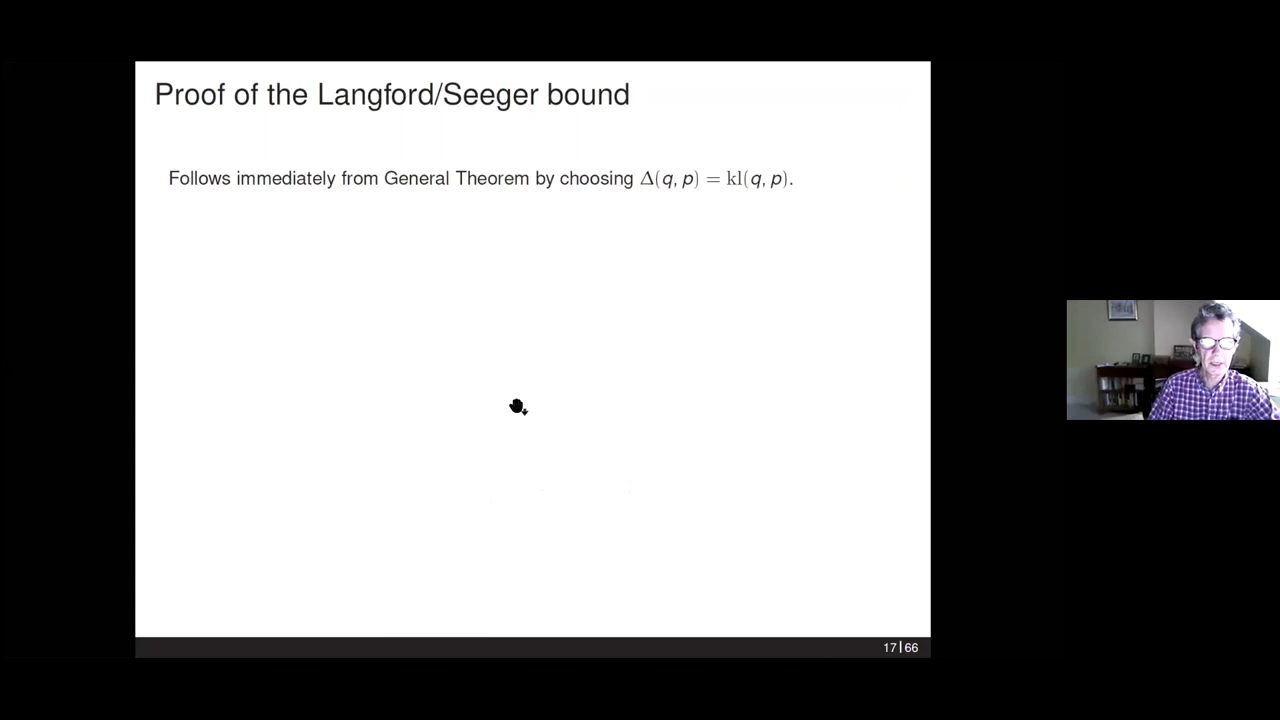 Proof of the Langford/Seeger bound
Follows immediately from General Theorem by choosing Δ(q, p) = kl(q, p).
17|66